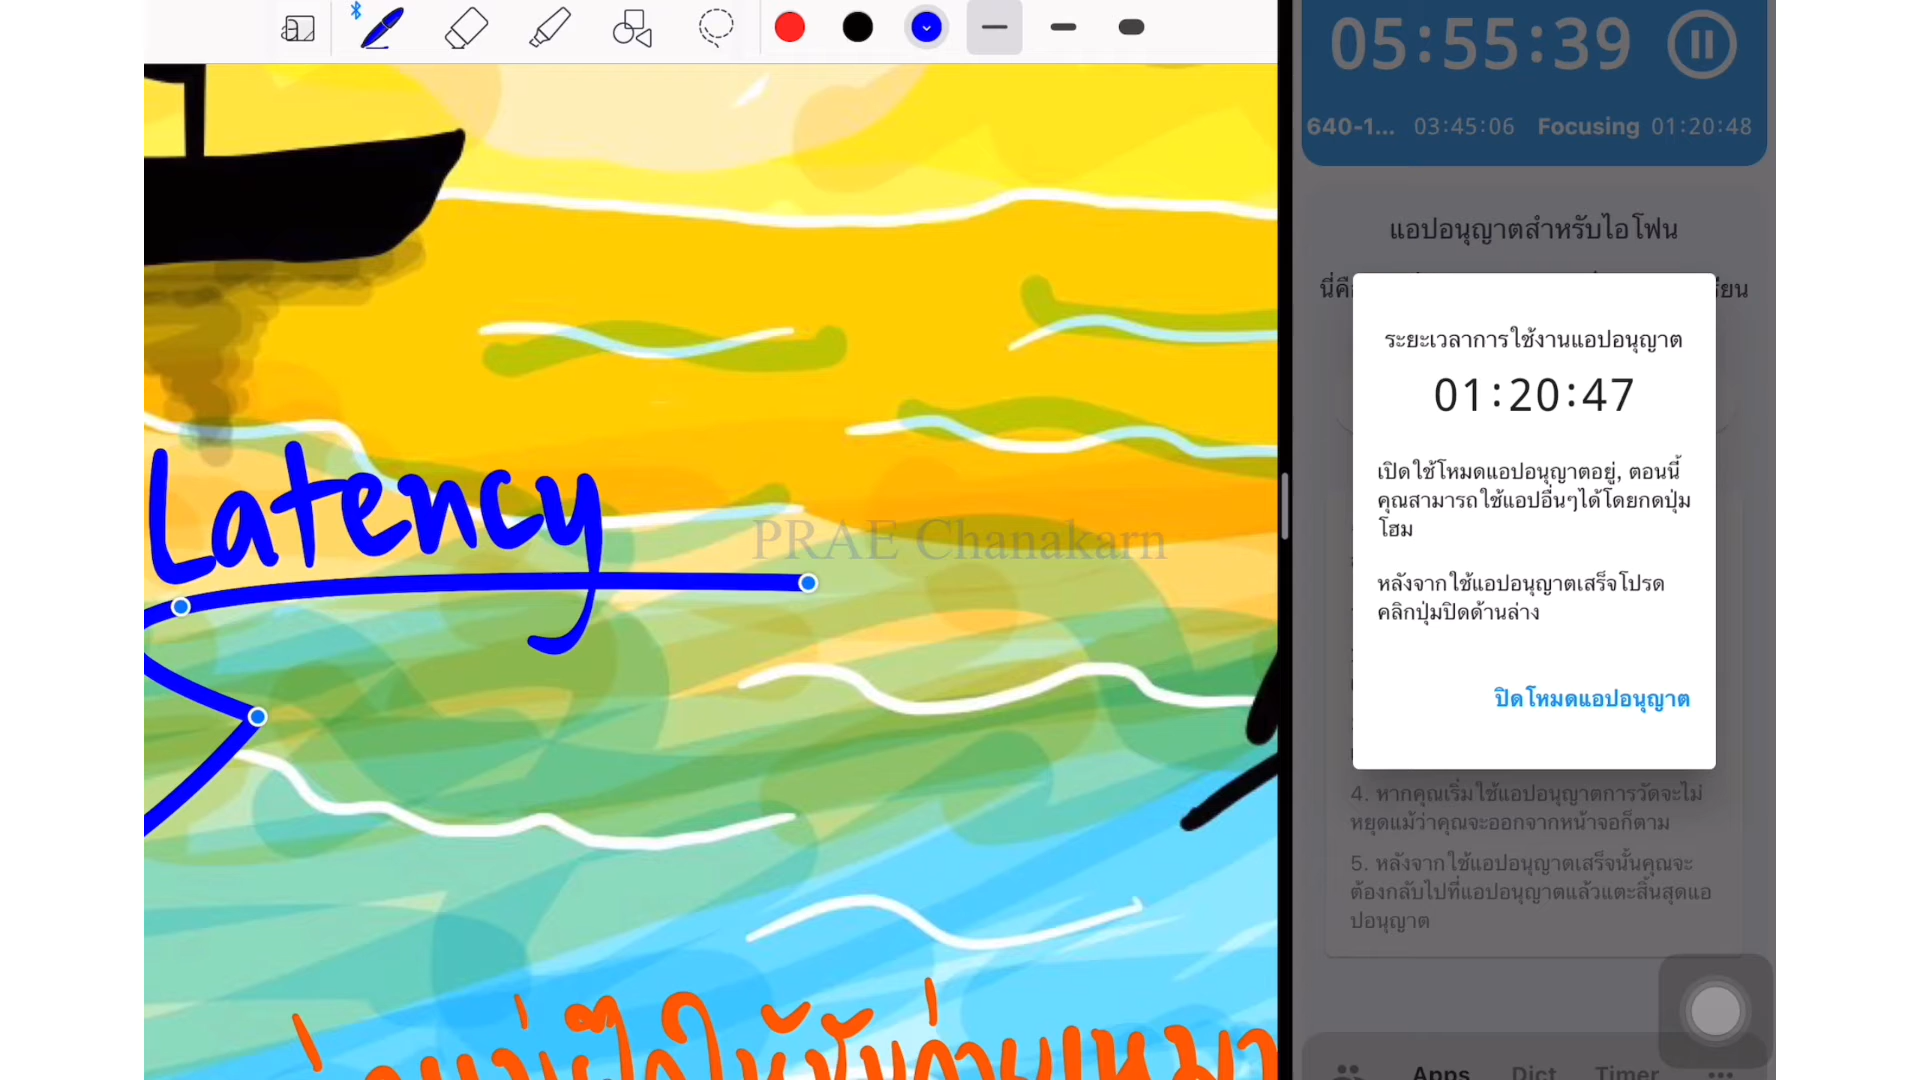 05:55:39
640-1... 03:45:06 Focusing 01:20:48
แอปอนุญาตสำหรับไอโฟน
นี่คื
รียน
ระยะเวลาการใช้งานแอปอนุญาต
01:20:47
เปิดใช้โหมดแอปอนุญาตอยู่, ตอนนี้
คุณสามารถใช้แอปอื่นๆได้โดยกดปุ่ม
โฮม
หลังจากใช้แอปอนุญาตเสร็จโปรด
คลิกปุ่มปิดด้านล่าง
ปิดโหมดแอปอนุญาต
4. หากคุณเริ่มใช้แอปอนุญาตการวัดจะไม่
หยุดแม้ว่าคุณจะออกจากหน้าจอก็ตาม
5. หลังจากใช้แอปอนุญาตเสร็จนั้นคุณจะ
ต้องกลับไปที่แอปอนุญาตแล้วแตะสิ้นสุดแอ
ปอนุญาต
Apps Dict Timer
Latency
PRAE Chanakarn